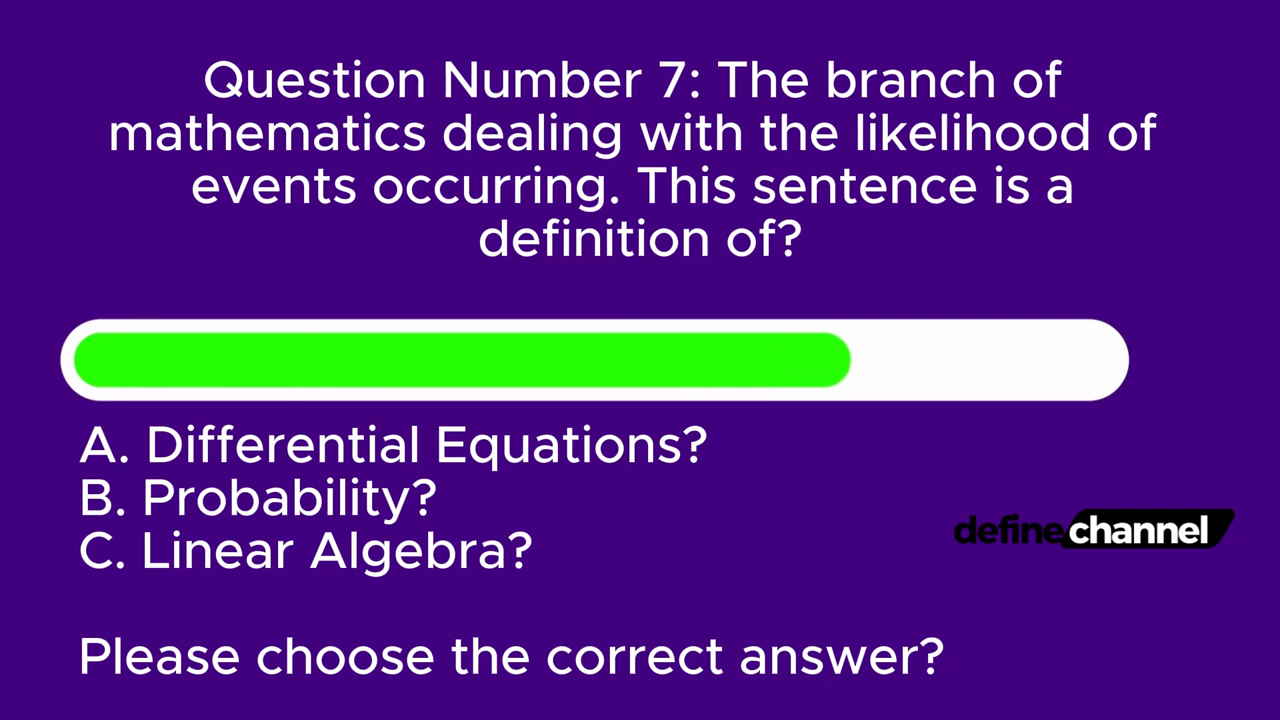 Question Number 7: The branch of
mathematics dealing with the likelihood of
events occurring. This sentence is a
definition of?
A. Differential Equations?
B. Probability?
C. Linear Algebra?
definechannel
Please choose the correct answer?